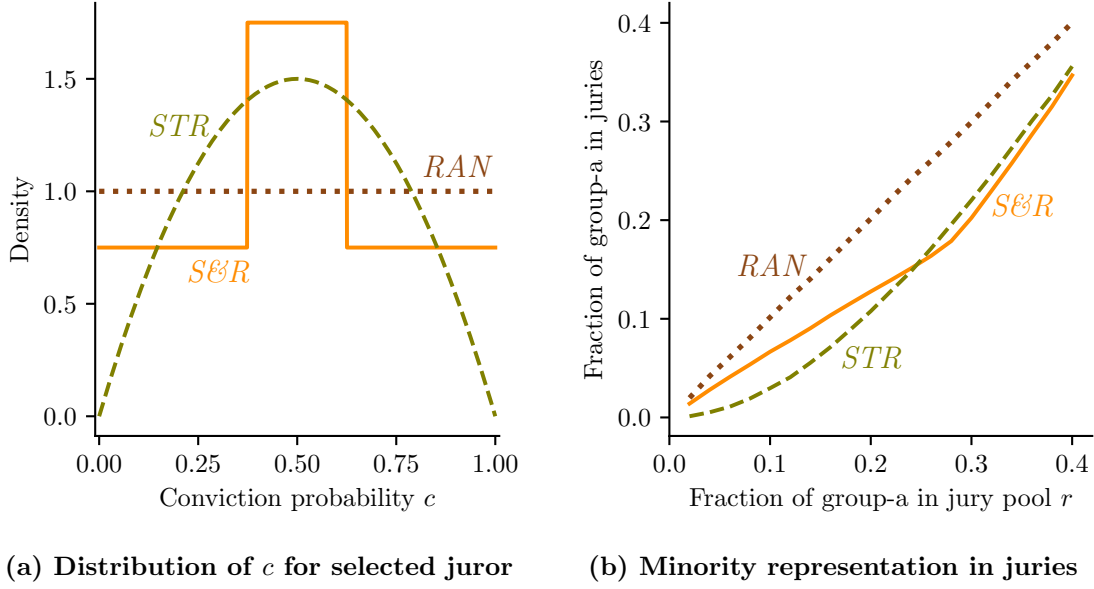 1.5
1.0
0.5
0.0
Density
STR
RAN
S&R
0.00
0.25
0.50
0.75
1.00
Conviction probability c
(a) Distribution of c for selected juror
0.4
0.3
0.2
0.1
0.0
Fraction of group-a in juries
RAN
S&R
STR
0.0
0.1
0.2
0.3
0.4
Fraction of group-a in jury pool r
(b) Minority representation in juries